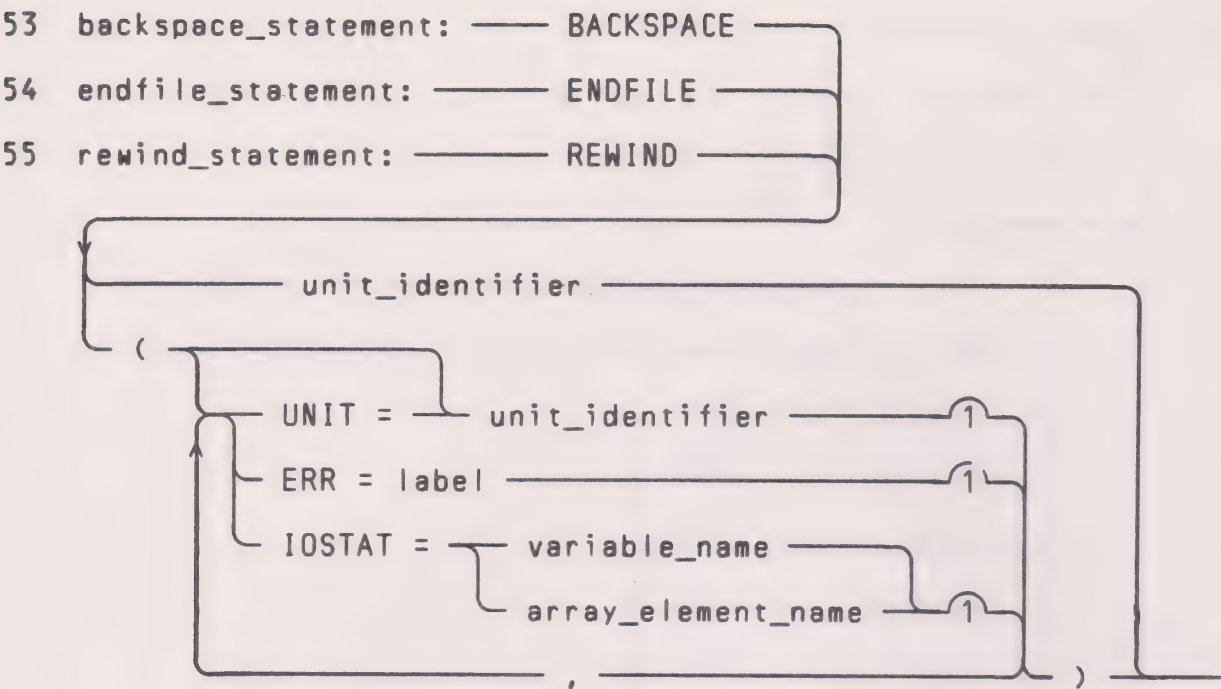 53 backspace_statement: BACKSPACE
54 endfile_statement: ENDFILE
55 rewind_statement: REWIND
unit_identifier
(
UNIT = unit_identifier 1
ERR = label 1
IOSTAT = variable_name
array_element_name 1
, )